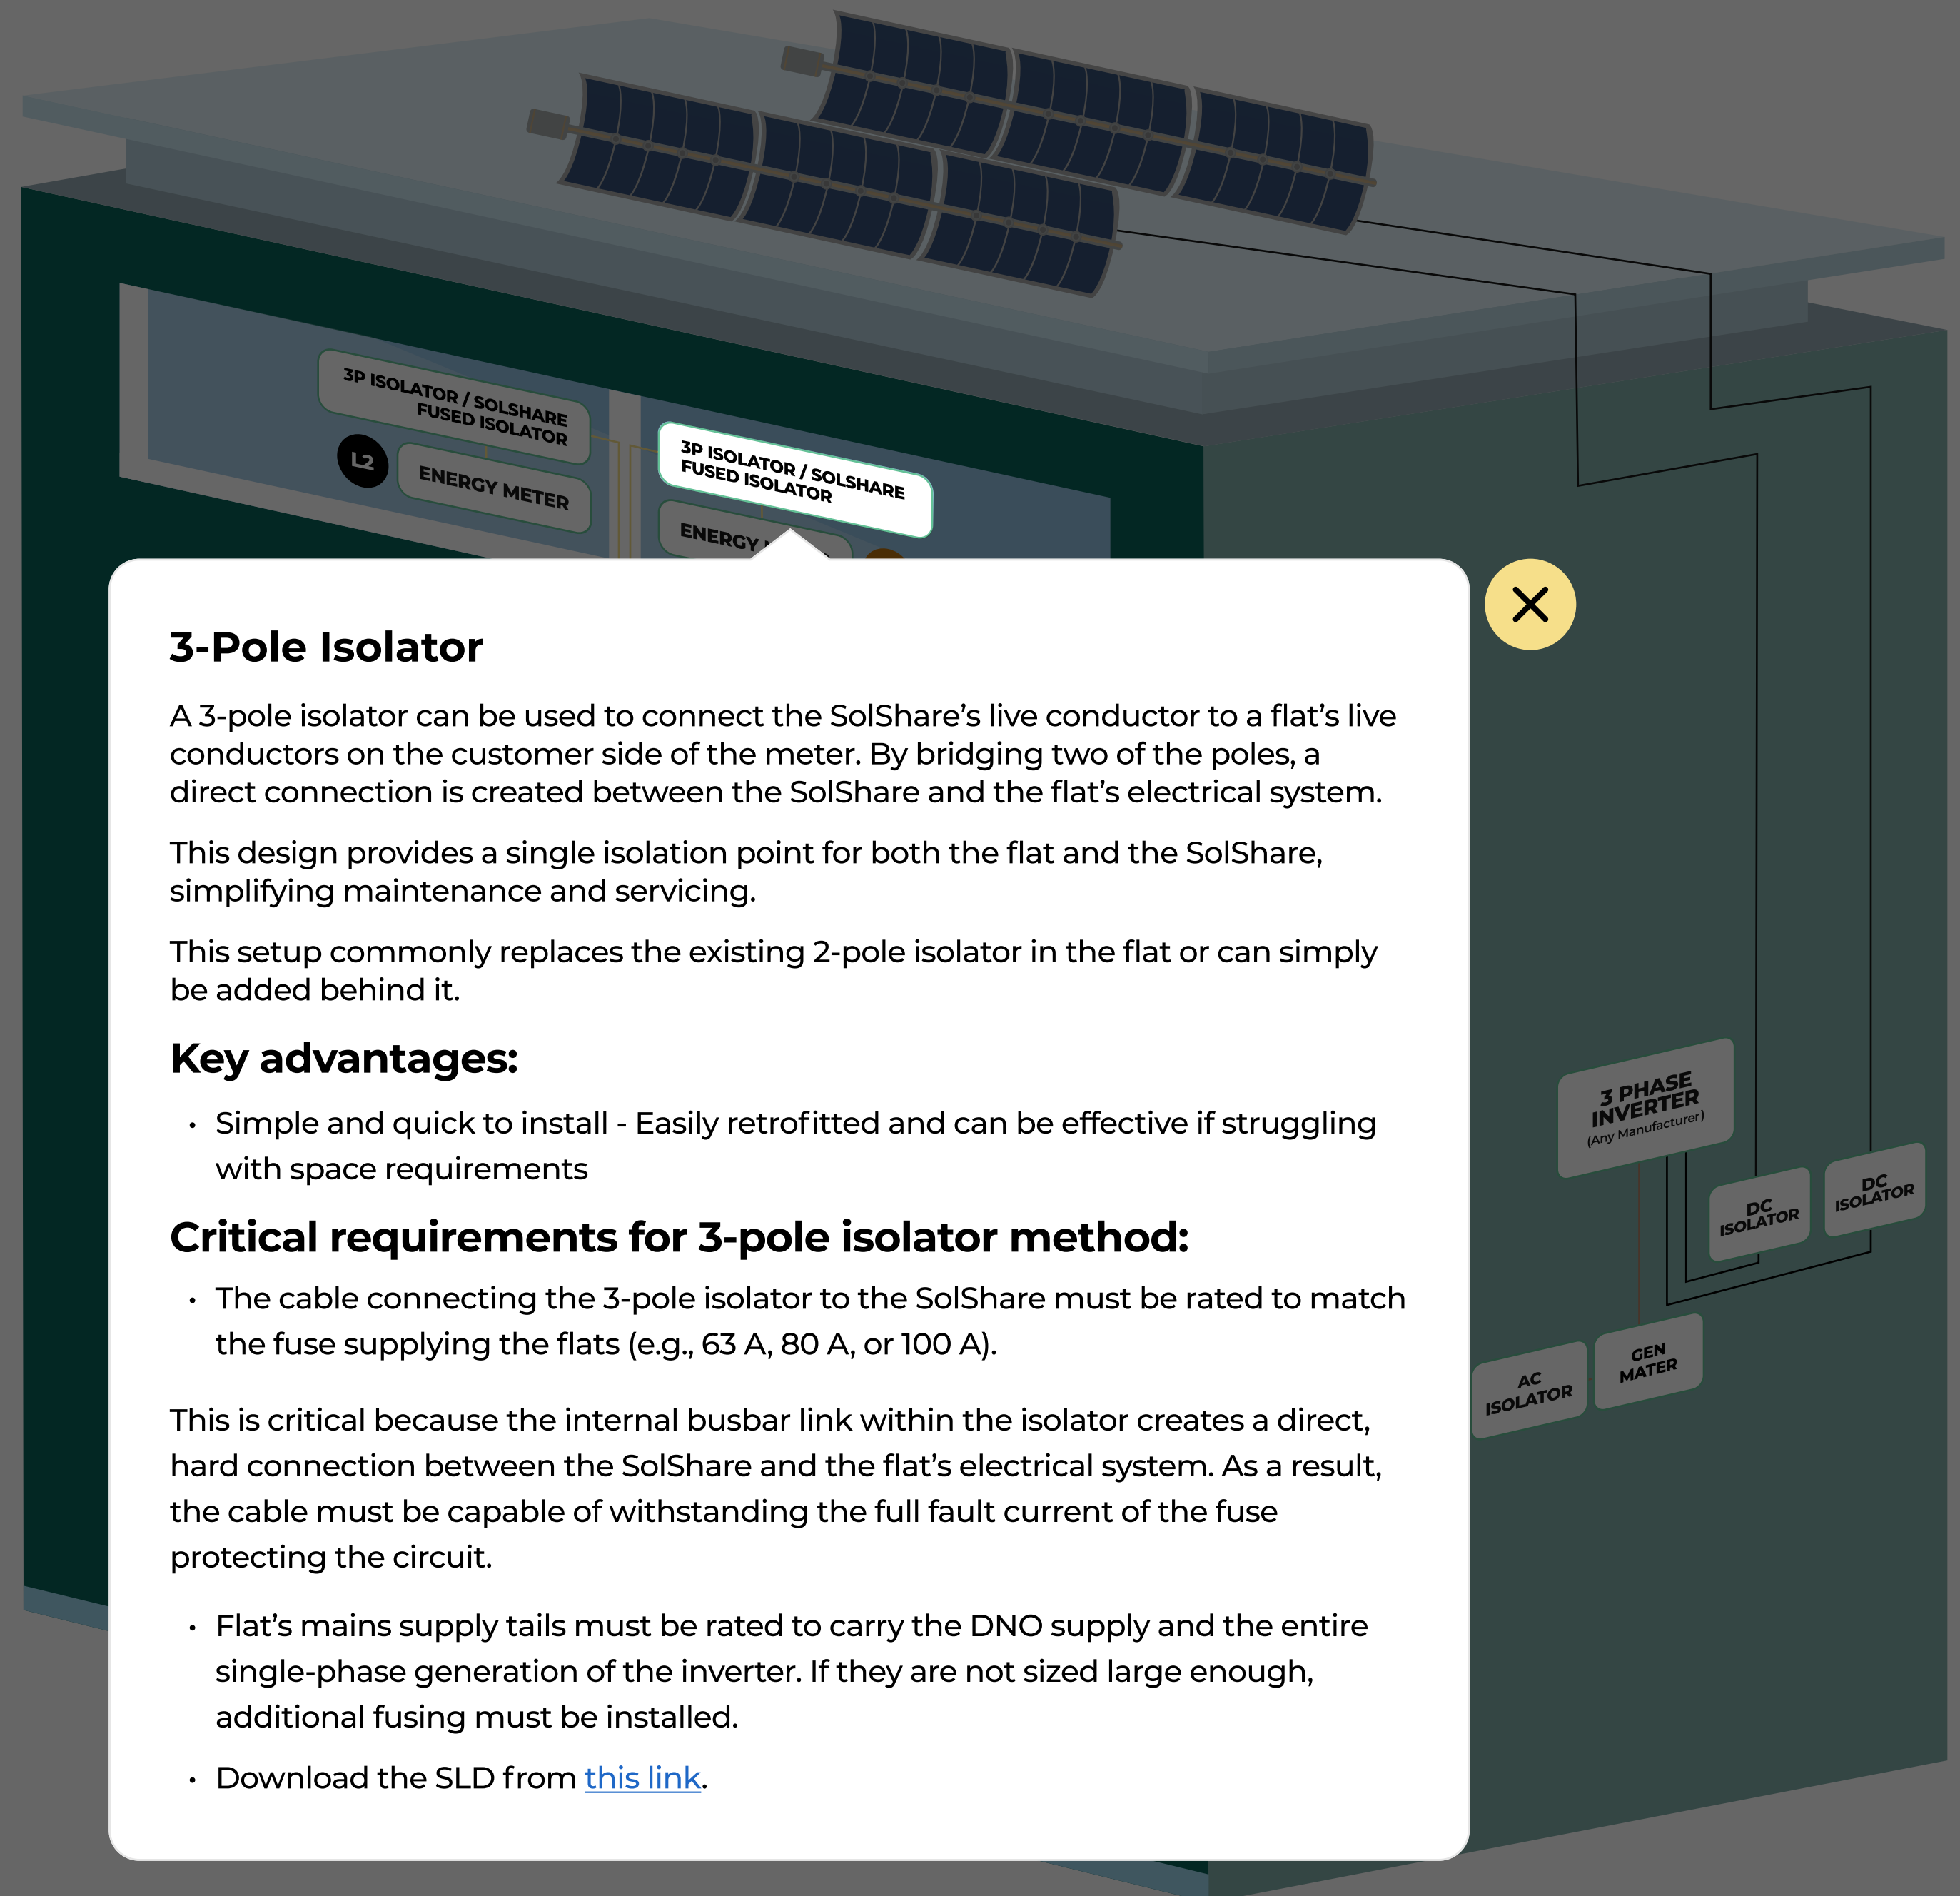 3P ISOLATOR / SOLSHARE
FUSED ISOLATOR
L2
ENERGY METER
3P ISOLATOR / SOLSHARE
FUSED ISOLATOR
ENERGY
3-Pole Isolator
A 3-pole isolator can be used to connect the SolShare’s live conductor to a flat’s live
conductors on the customer side of the meter. By bridging two of the poles, a
direct connection is created between the SolShare and the flat’s electrical system.
This design provides a single isolation point for both the flat and the SolShare,
simplifying maintenance and servicing.
This setup commonly replaces the existing 2-pole isolator in the flat or can simply
be added behind it.
Key advantages:
• Simple and quick to install - Easily retrofitted and can be effective if struggling
with space requirements
Critical requirements for 3-pole isolator method:
• The cable connecting the 3-pole isolator to the SolShare must be rated to match
the fuse supplying the flats (e.g., 63 A, 80 A, or 100 A).
This is critical because the internal busbar link within the isolator creates a direct,
hard connection between the SolShare and the flat’s electrical system. As a result,
the cable must be capable of withstanding the full fault current of the fuse
protecting the circuit.
• Flat’s mains supply tails must be rated to carry the DNO supply and the entire
single-phase generation of the inverter. If they are not sized large enough,
additional fusing must be installed.
• Download the SLD from this link.
3 PHASE
INVERTER
(Any Manufacturer)
DC
ISOLATOR
DC
ISOLATOR
GEN
MATER
AC
ISOLATOR